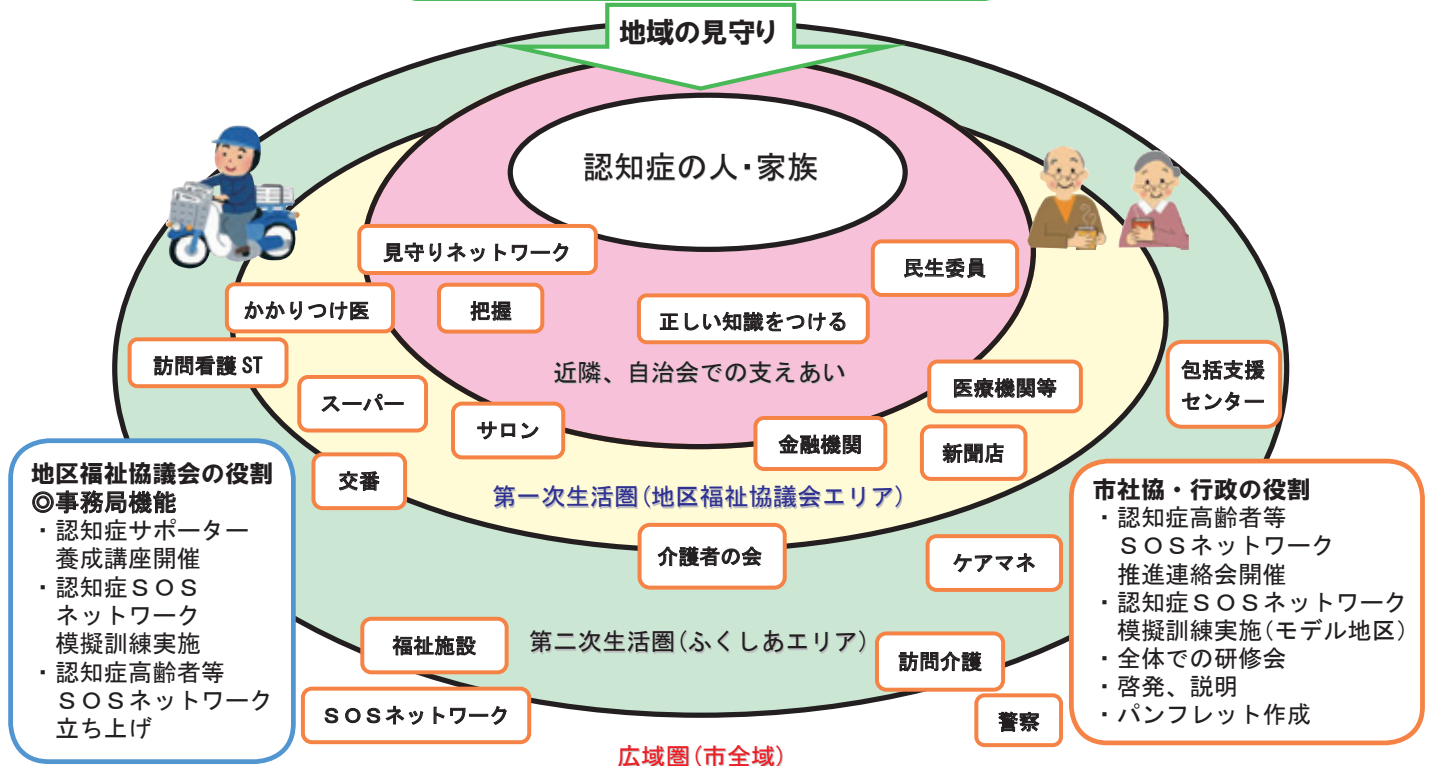 地域の見守り
認知症の人・家族
見守りネットワーク
民生委員
かかりつけ医
把握
正しい知識をつける
訪問看護ST
近隣、自治会での支えあい
包括支援
センター
医療機関等
スーパー
サロン
金融機関
新聞店
交番
第一次生活圏(地区福祉協議会エリア)
介護者の会
ケアマネ
福祉施設
第二次生活圏(ふくしあエリア)
訪問介護
SOSネットワーク
警察
広域圏(市全域)
地区福祉協議会の役割
◎事務局機能
・認知症サポーター
養成講座開催
・認知症SOS
ネットワーク
模擬訓練実施
・認知症高齢者等
SOSネットワーク
立ち上げ
市社協・行政の役割
・認知症高齢者等
SOSネットワーク
推進連絡会開催
・認知症SOSネットワーク
模擬訓練実施(モデル地区)
・全体での研修会
・啓発、説明
・パンフレット作成